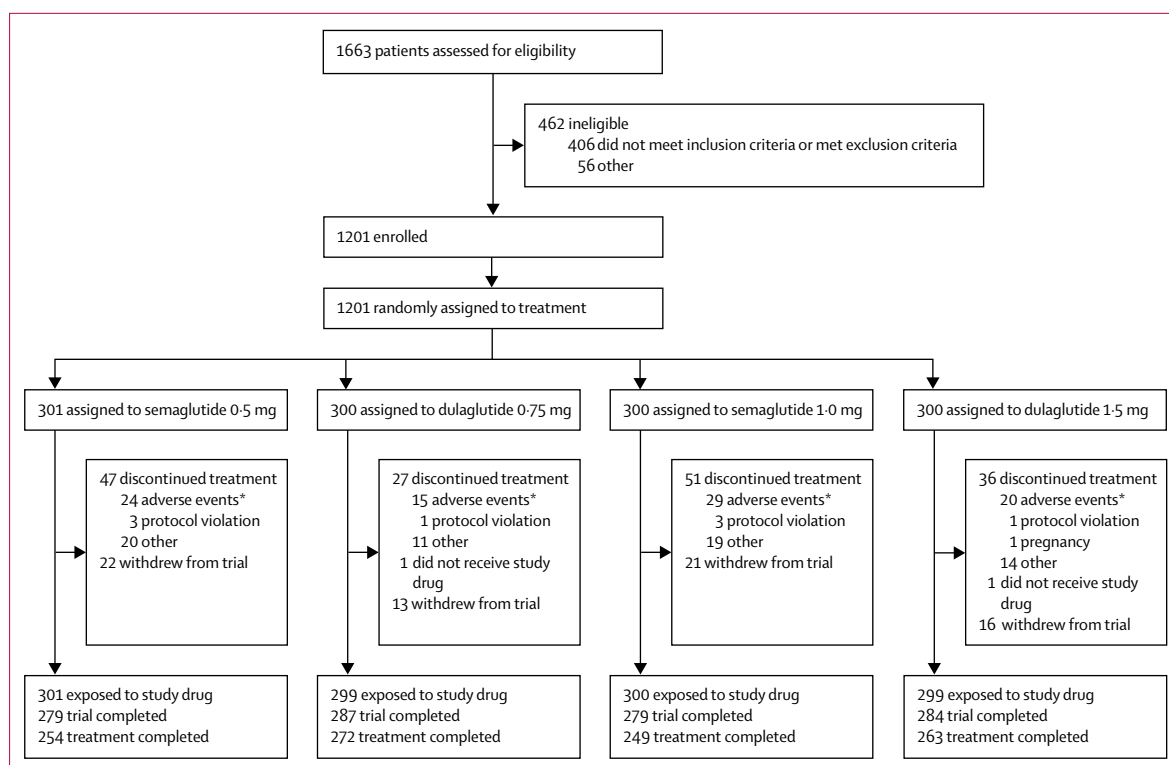 1663 patients assessed for eligibility
462 ineligible
406 did not meet inclusion criteria or met exclusion criteria
56 other
1201 enrolled
1201 randomly assigned to treatment
301 assigned to semaglutide 0·5 mg
300 assigned to dulaglutide 0·75 mg
300 assigned to semaglutide 1·0 mg
300 assigned to dulaglutide 1·5 mg
47 discontinued treatment
24 adverse events*
3 protocol violation
20 other
22 withdrew from trial
27 discontinued treatment
15 adverse events*
1 protocol violation
11 other
1 did not receive study
drug
13 withdrew from trial
51 discontinued treatment
29 adverse events*
3 protocol violation
19 other
21 withdrew from trial
36 discontinued treatment
20 adverse events*
1 protocol violation
1 pregnancy
14 other
1 did not receive study
drug
16 withdrew from trial
301 exposed to study drug
279 trial completed
254 treatment completed
299 exposed to study drug
287 trial completed
272 treatment completed
300 exposed to study drug
279 trial completed
249 treatment completed
299 exposed to study drug
284 trial completed
263 treatment completed